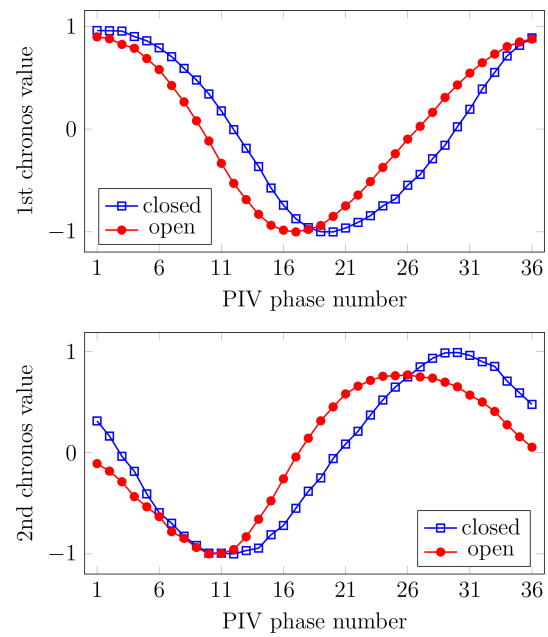 1
0
−1
1st chronos value
closed
open
1 6 11 16 21 26 31 36
PIV phase number
1
0
−1
2nd chronos value
closed
open
1 6 11 16 21 26 31 36
PIV phase number